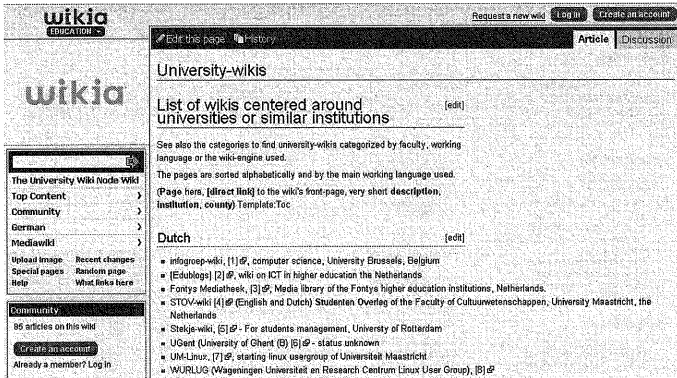 wikia
EDUCATION
Request a new wiki Log in Create an account
Edit this page History
Article Discussion
wikia
The University Wiki Node Wiki
Top Content
Community
German
Mediawiki
Upload image Recent changes
Special pages Random page
Help What links here
Community
95 articles on this wiki
Create an account
Already a member? Log in
University-wikis
List of wikis centered around [edit]
universities or similar institutions
See also the categories to find university-wikis categorized by faculty, working
language or the wiki-engine used.
The pages are sorted alphabetically and by the main working language used.
(Page here, [direct link] to the wiki's front-page, very short description,
institution, county) Template:Toc
Dutch [edit]
infogroep-wiki, [1], computer science, University Brussels, Belgium
[Edublogs] [2], wiki on ICT in higher education the Netherlands
Fontys Mediatheek, [3], Media library of the Fontys higher education institutions, Netherlands.
STOV-wiki [4] (English and Dutch) Studenten Overleg of the Faculty of Cultuurwetenschappen, University Maastricht, the
Netherlands
Stekje-wiki, [5] - For students management, Universty of Rotterdam
UGent (University of Ghent (B) [6] - status unknown
UM-Linux, [7], starting linux usergroup of Universiteit Maastricht
WURLUG (Wageningen Universiteit en Research Centrum Linux User Group), [8]